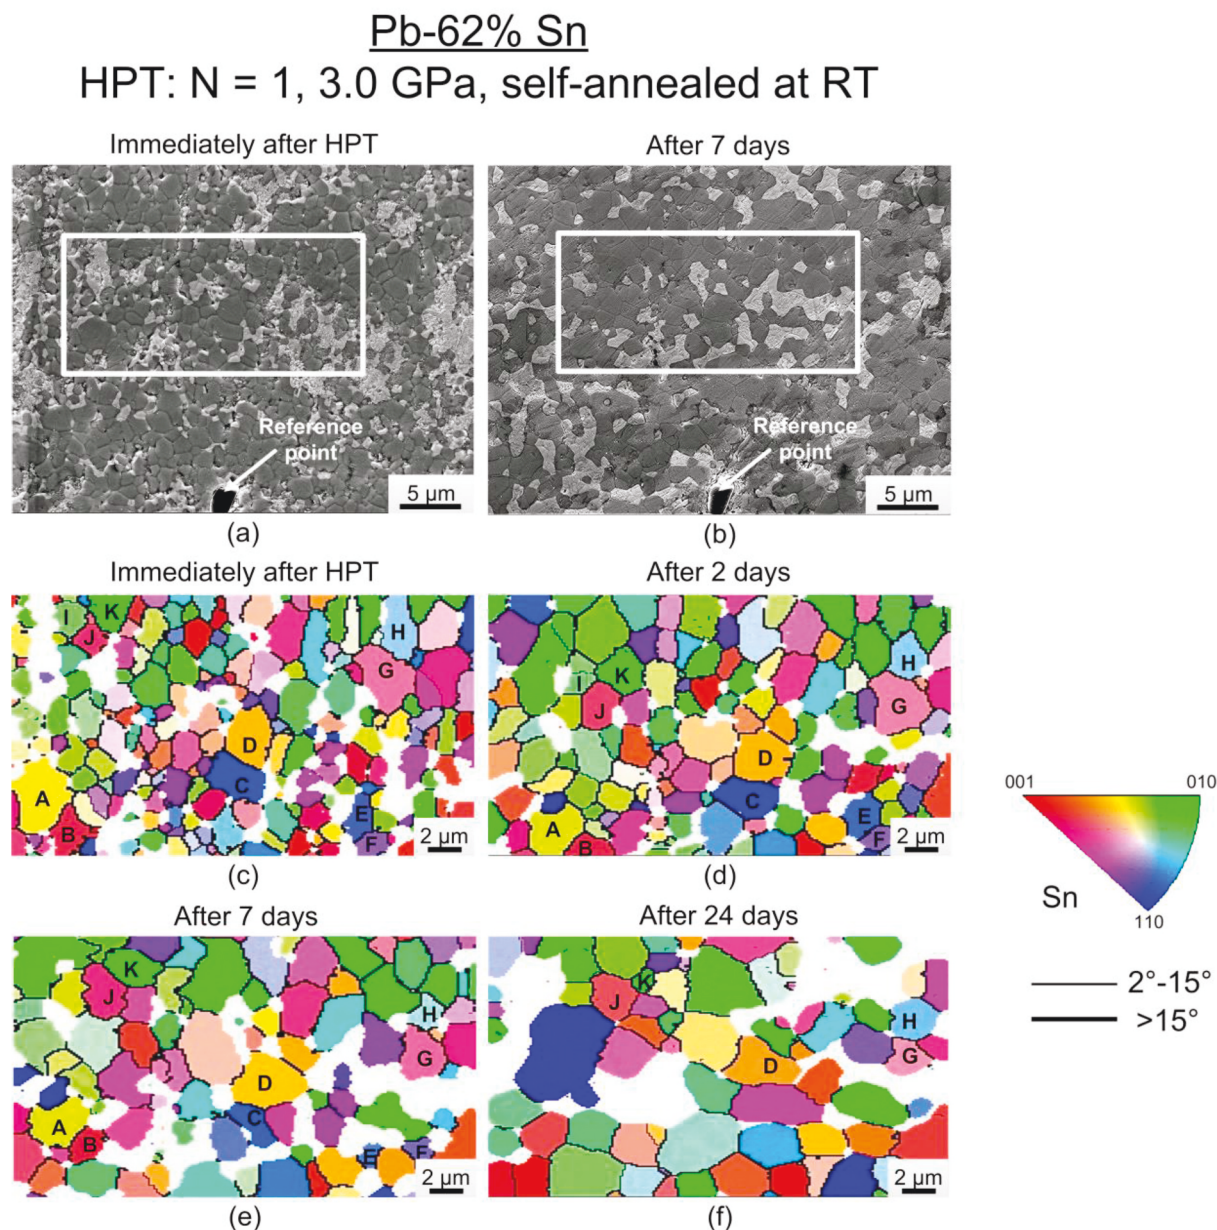 Pb-62% Sn
HPT: N = 1, 3.0 GPa, self-annealed at RT
Immediately after HPT
After 7 days
Reference
point
5 µm
Reference
point
5 µm
(a)
(b)
Immediately after HPT
After 2 days
I
K
J
H
G
D
C
A
B
E
F
2 µm
K
I
J
H
G
D
C
A
B
E
F
2 µm
(c)
(d)
001
010
Sn
110
After 7 days
After 24 days
K
J
H
G
D
A
B
C
E
F
2 µm
K
J
H
G
D
2 µm
2°-15°
>15°
(e)
(f)